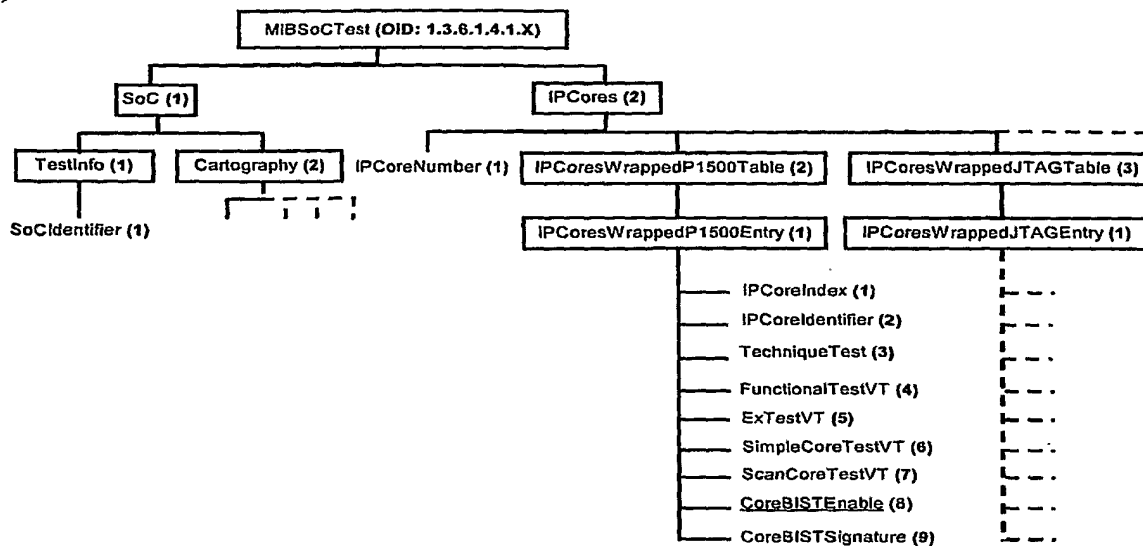 MIBSoCTest (OID: 1.3.6.1.4.1.X)
SoC (1)
IPCores (2)
TestInfo (1)
Cartography (2)
IPCoreNumber (1)
IPCoresWrappedP1500Table (2)
IPCoresWrappedJTAGTable (3)
SoCIdentifier (1)
IPCoresWrappedP1500Entry (1)
IPCoresWrappedJTAGEntry (1)
IPCoreIndex (1)
IPCoreIdentifier (2)
TechniqueTest (3)
FunctionalTestVT (4)
ExTestVT (5)
SimpleCoreTestVT (6)
ScanCoreTestVT (7)
CoreBISTEnable (8)
CoreBISTSignature (9)